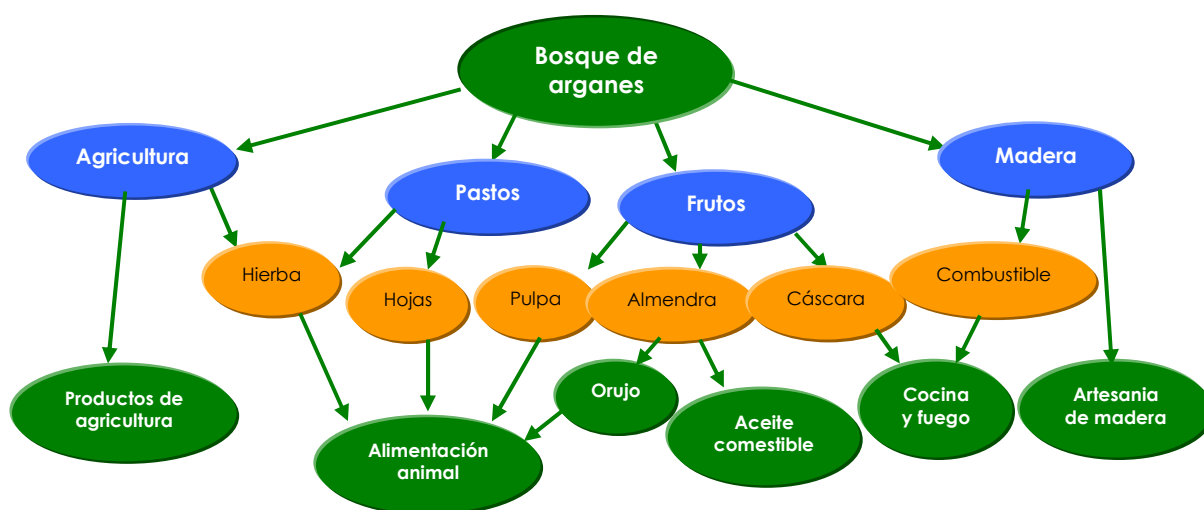 Bosque de
arganes
Agricultura
Madera
Pastos
Frutos
Hierba
Hojas
Pulpa
Almendra
Cáscara
Combustible
Productos de
agricultura
Alimentación
animal
Orujo
Aceite
comestible
Cocina
y fuego
Artesania
de madera